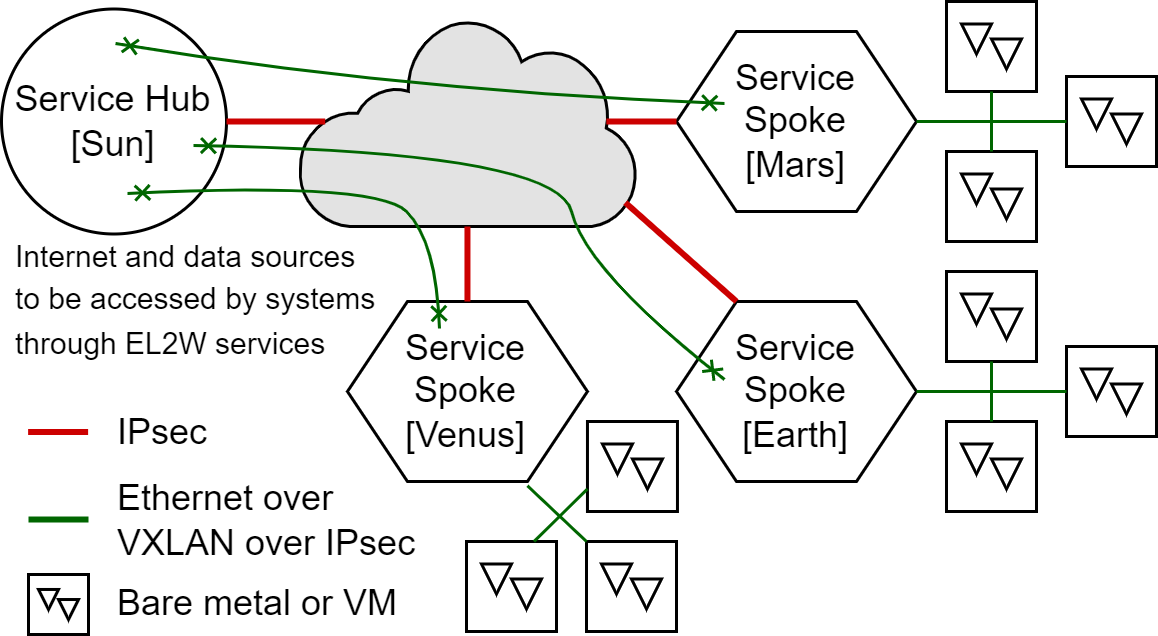 Service Hub
[Sun]
Service
Spoke
[Mars]
Internet and data sources
to be accessed by systems
through EL2W services
Service
Spoke
[Venus]
Service
Spoke
[Earth]
IPsec
Ethernet over
VXLAN over IPsec
Bare metal or VM